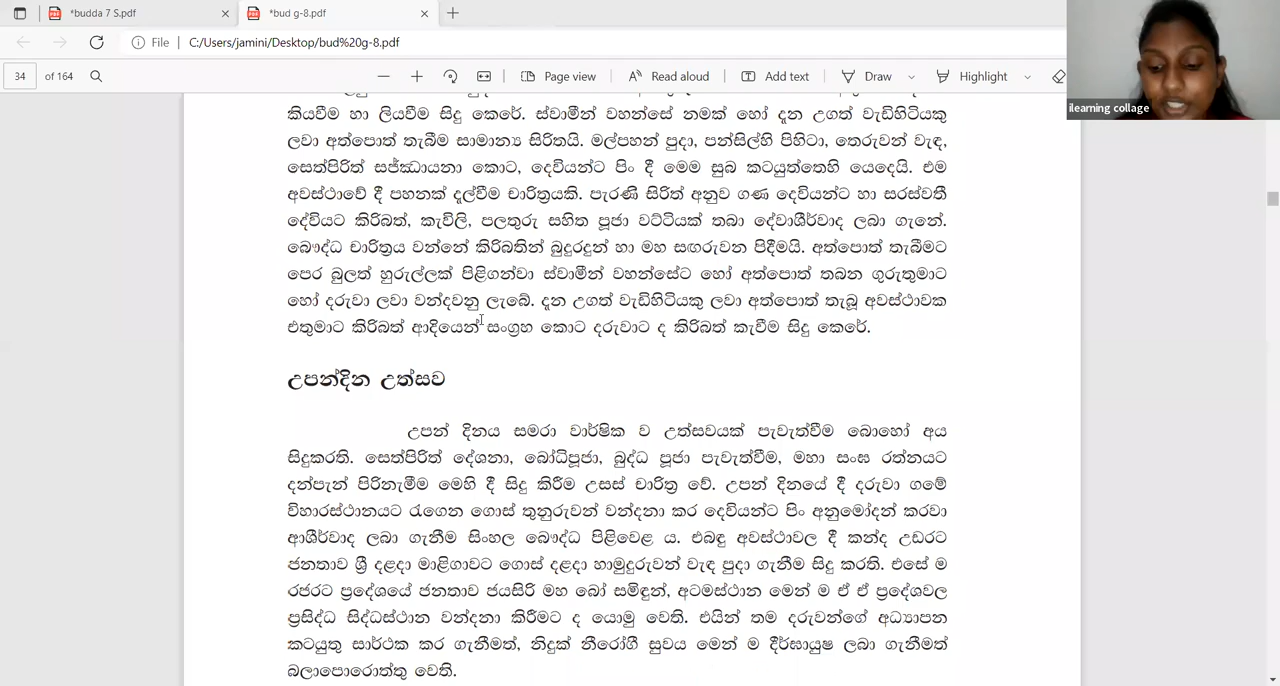 *budda 7 S.pdf
*bud g-8.pdf
File
C:/Users/jamini/Desktop/bud%20g-8.pdf
34 of 164
Page view
Read aloud
Add text
Draw
Highlight
ilearning collage
කියවීම හා ලියවීම සිදු කෙරේ. ස්වාමීන් වහන්සේ නමක් හෝ දැන උගත් වැඩිහිටියකු
ලවා අත්පොත් තැබීම සාමාන්‍ය සිරිතයි. මල්පහන් පුදා, පන්සිල්හි පිහිටා, තෙරුවන් වැඳ,
සෙත්පිරිත් සජ්ඣායනා කොට, දෙවියන්ට පිං දී මෙම සුබ කටයුත්තෙහි යෙදෙයි. එම
අවස්ථාවේ දී පහනක් දැල්වීම චාරිත්‍රයකි. පැරණි සිරිත් අනුව ගණ දෙවියන්ට හා සරස්වතී
දේවියට කිරිබත්, කැවිලි, පලතුරු සහිත පූජා වට්ටියක් තබා දේවාශීර්වාද ලබා ගැනේ.
බෞද්ධ චාරිත්‍රය වන්නේ කිරිබතින් බුදුරදුන් හා මහ සඟරුවන පිදීමයි. අත්පොත් තැබීමට
පෙර බුලත් හුරුල්ලක් පිළිගන්වා ස්වාමීන් වහන්සේට හෝ අත්පොත් තබන ගුරුතුමාට
හෝ දරුවා ලවා වන්දවනු ලැබේ. දැන උගත් වැඩිහිටියකු ලවා අත්පොත් තැබූ අවස්ථාවක
එතුමාට කිරිබත් ආදියෙන් සංග්‍රහ කොට දරුවාට ද කිරිබත් කැවීම සිදු කෙරේ.
උපන්දින උත්සව
උපන් දිනය සමරා වාර්ෂික ව උත්සවයක් පැවැත්වීම බොහෝ අය
සිදුකරති. සෙත්පිරිත් දේශනා, බෝධිපූජා, බුද්ධ පූජා පැවැත්වීම, මහා සංඝ රත්නයට
දන්පැන් පිරිනැමීම මෙහි දී සිදු කිරීම උසස් චාරිත්‍ර වේ. උපන් දිනයේ දී දරුවා ගමේ
විහාරස්ථානයට රැගෙන ගොස් තුනුරුවන් වන්දනා කර දෙවියන්ට පිං අනුමෝදන් කරවා
ආශීර්වාද ලබා ගැනීම සිංහල බෞද්ධ පිළිවෙළ ය. එබඳු අවස්ථාවල දී කන්ද උඩරට
ජනතාව ශ්‍රී දළදා මාළිගාවට ගොස් දළදා හාමුදුරුවන් වැඳ පුදා ගැනීම සිදු කරති. එසේ ම
රජරට ප්‍රදේශයේ ජනතාව ජයසිරි මහ බෝ සමිඳුන්, අටමස්ථාන මෙන් ම ඒ ඒ ප්‍රදේශවල
ප්‍රසිද්ධ සිද්ධස්ථාන වන්දනා කිරීමට ද යොමු වෙති. එයින් තම දරුවන්ගේ අධ්‍යාපන
කටයුතු සාර්ථක කර ගැනීමත්, නිදුක් නීරෝගී සුවය මෙන් ම දීර්ඝායුෂ ලබා ගැනීමත්
බලාපොරොත්තු වෙති.